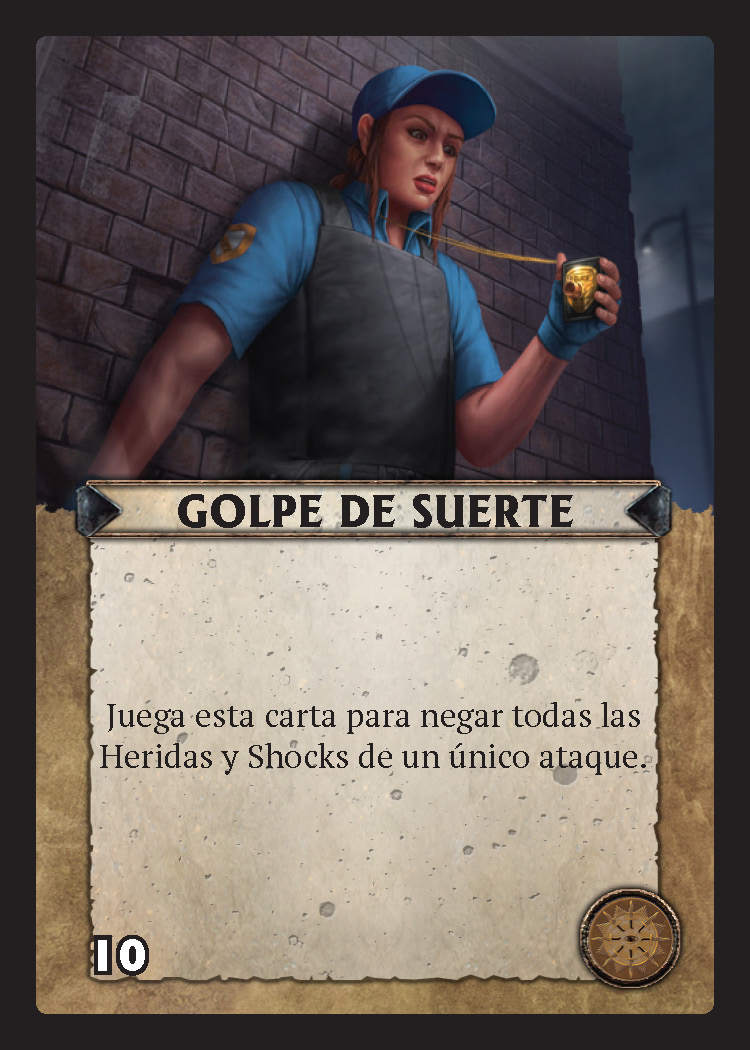 GOLPE DE SUERTE
Juega esta carta para negar todas las
Heridas y Shocks de un único ataque.
10